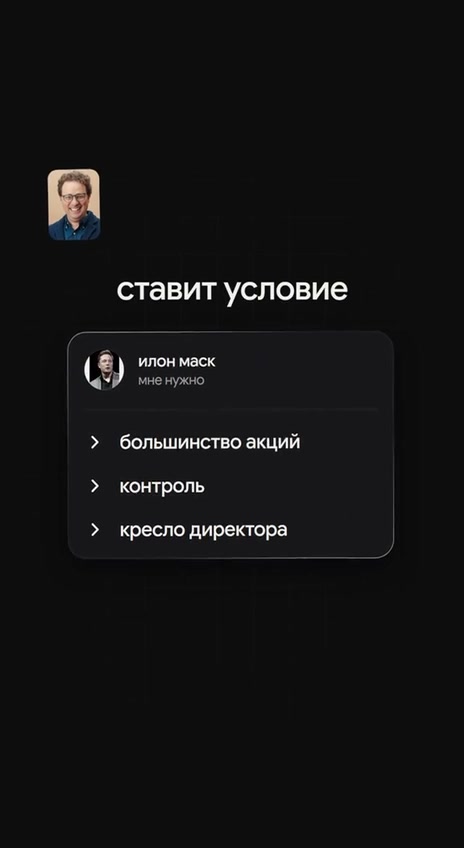 ставит условие
илон маск
мне нужно
большинство акций
контроль
кресло директора